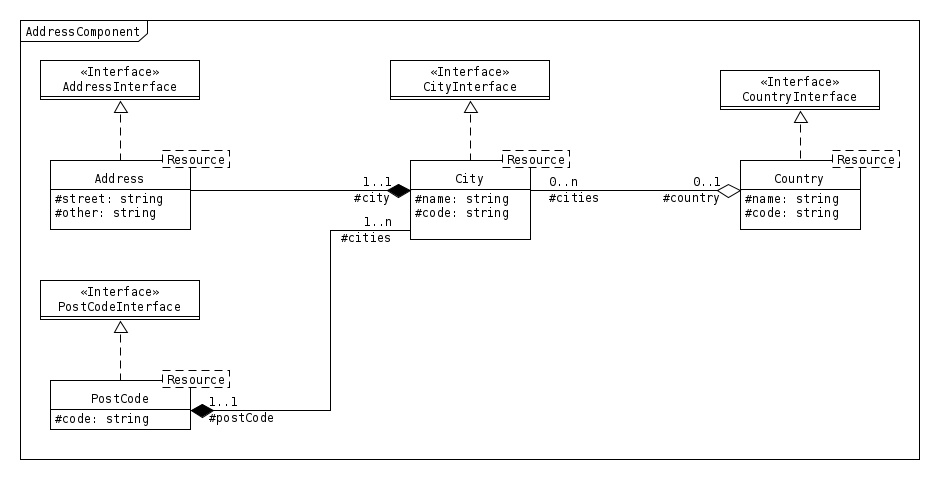 AddressComponent
«Interface»
AddressInterface
«Interface»
CityInterface
«Interface»
CountryInterface
Resource
Address
#street: string
#other: string
1..1
#city
Resource
City
#name: string
#code: string
0..n
#cities
0..1
#country
Resource
Country
#name: string
#code: string
1..n
#cities
«Interface»
PostCodeInterface
Resource
PostCode
#code: string
1..1
#postCode